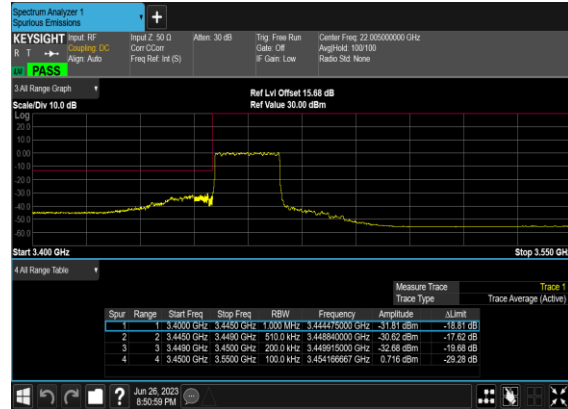 Spectrum Analyzer 1
Spurious Emissions
KEYSIGHT Input: RF Input Z: 50 Ω Atten: 30 dB Trig: Free Run Center Freq: 22.005000000 GHz
R T Coupling: DC Corr CCorr Gate: Off Avg|Hold: 100/100
Align: Auto Freq Ref: Int (S) IF Gain: Low Radio Std: None
PASS
3 All Range Graph
Ref Lvl Offset 15.68 dB
Scale/Div 10.0 dB Ref Value 30.00 dBm
Log
20.0
10.0
0.00
-10.0
-20.0
-30.0
-40.0
-50.0
-60.0
Start 3.400 GHz Stop 3.550 GHz
4 All Range Table
Measure Trace Trace 1
Trace Type Trace Average (Active)
Spur Range Start Freq Stop Freq RBW Frequency Amplitude ΔLimit
1 1 3.4000 GHz 3.4450 GHz 1.000 MHz 3.444475000 GHz -31.81 dBm -18.81 dB
2 2 3.4450 GHz 3.4490 GHz 510.0 kHz 3.448840000 GHz -30.62 dBm -17.62 dB
3 3 3.4490 GHz 3.4500 GHz 200.0 kHz 3.449915000 GHz -32.68 dBm -19.68 dB
4 4 3.4500 GHz 3.5500 GHz 100.0 kHz 3.454166667 GHz 0.716 dBm -29.28 dB
Jun 26, 2023
8:50:59 PM